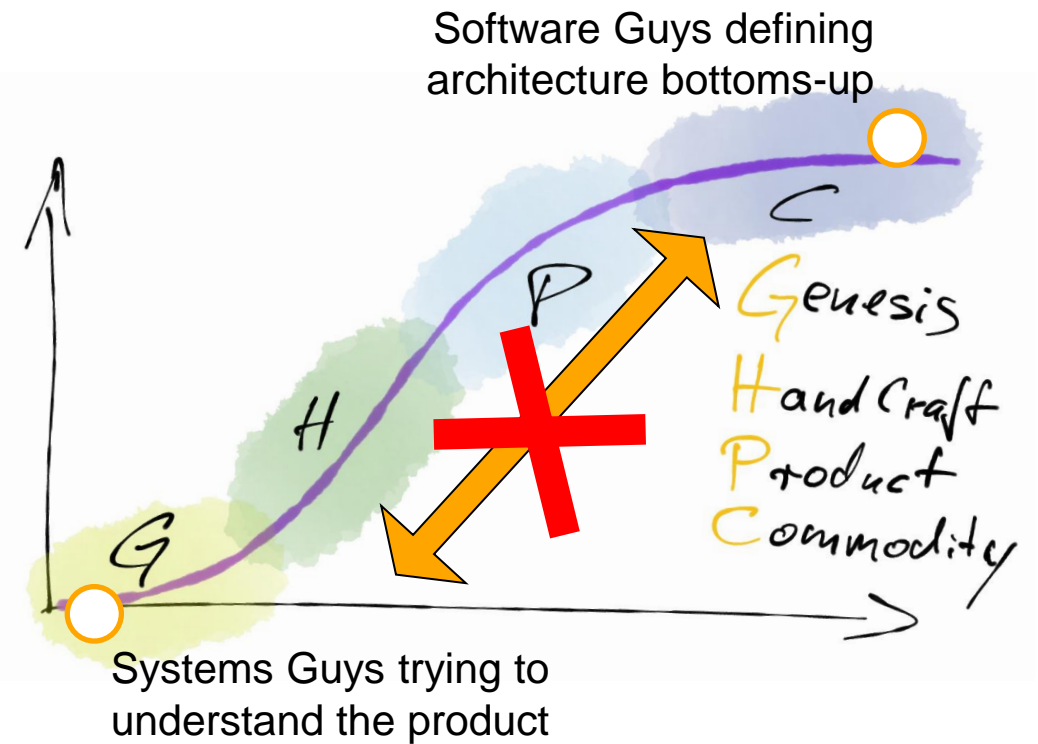 Software Guys defining
architecture bottoms-up
C
P
H
G
Genesis
HandCraft
Product
Commodity
Systems Guys trying to
understand the product